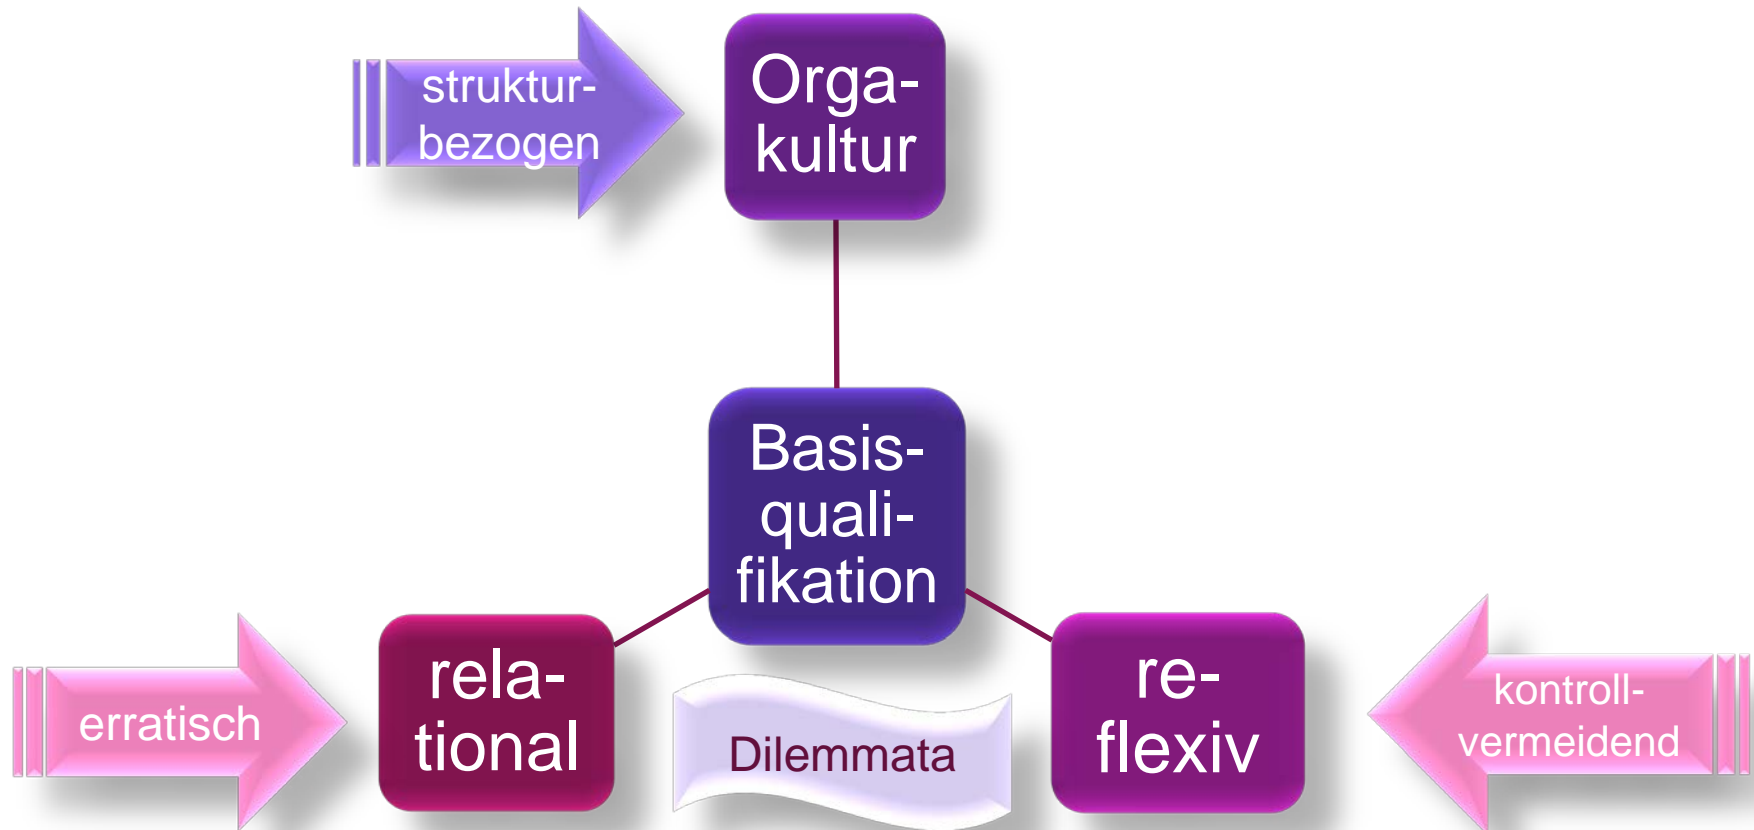 struktur-
bezogen
Orga-
kultur
Basis-
quali-
fikation
rela-
tional
re-
flexiv
erratisch
Dilemmata
kontroll-
vermeidend